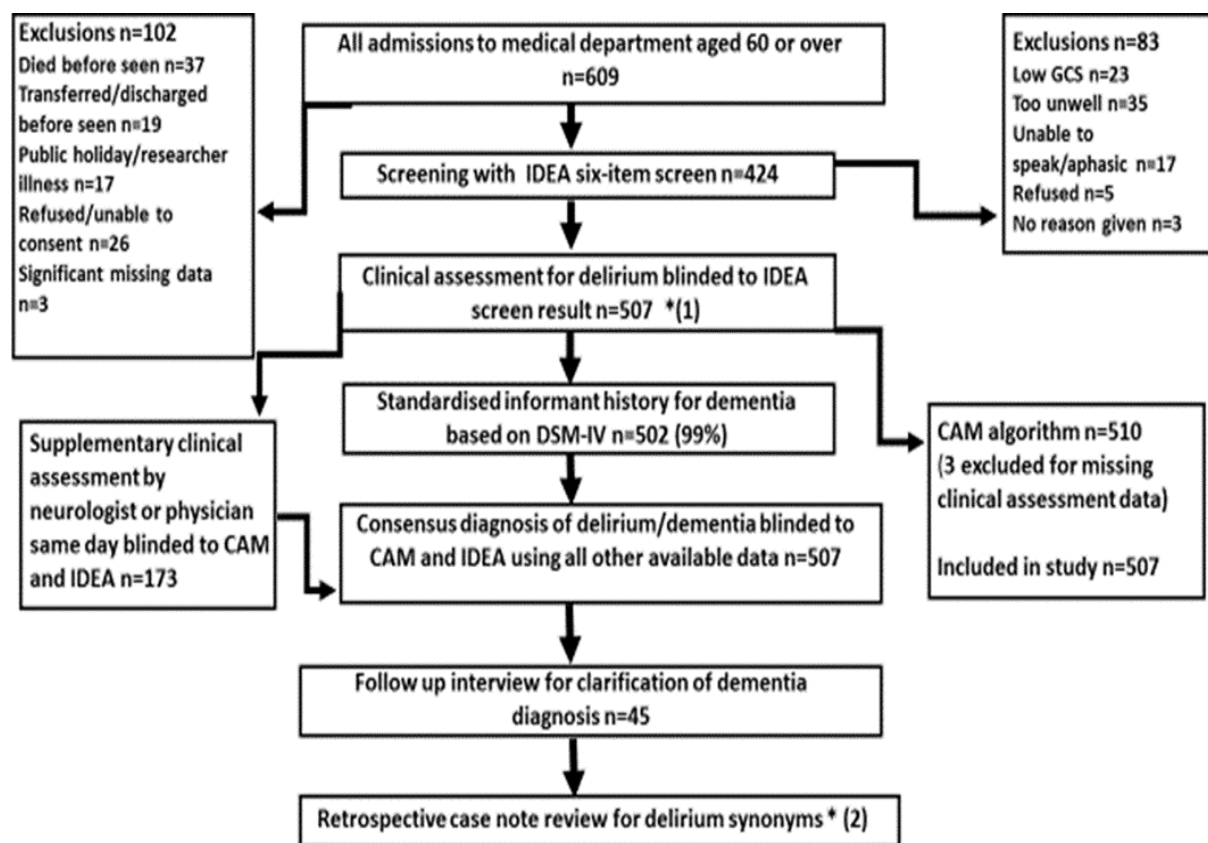 Exclusions n=102
Died before seen n=37
Transferred/discharged
before seen n=19
Public holiday/researcher
illness n=17
Refused/unable to
consent n=26
Significant missing data
n=3
All admissions to medical department aged 60 or over
n=609
Exclusions n=83
Low GCS n=23
Too unwell n=35
Unable to
speak/aphasic n=17
Refused n=5
No reason given n=3
Screening with IDEA six-item screen n=424
Clinical assessment for delirium blinded to IDEA
screen result n=507 *(1)
Standardised informant history for dementia
based on DSM-IV n=502 (99%)
Supplementary clinical
assessment by
neurologist or physician
same day blinded to CAM
and IDEA n=173
CAM algorithm n=510
(3 excluded for missing
clinical assessment data)
Included in study n=507
Consensus diagnosis of delirium/dementia blinded to
CAM and IDEA using all other available data n=507
Follow up interview for clarification of dementia
diagnosis n=45
Retrospective case note review for delirium synonyms * (2)